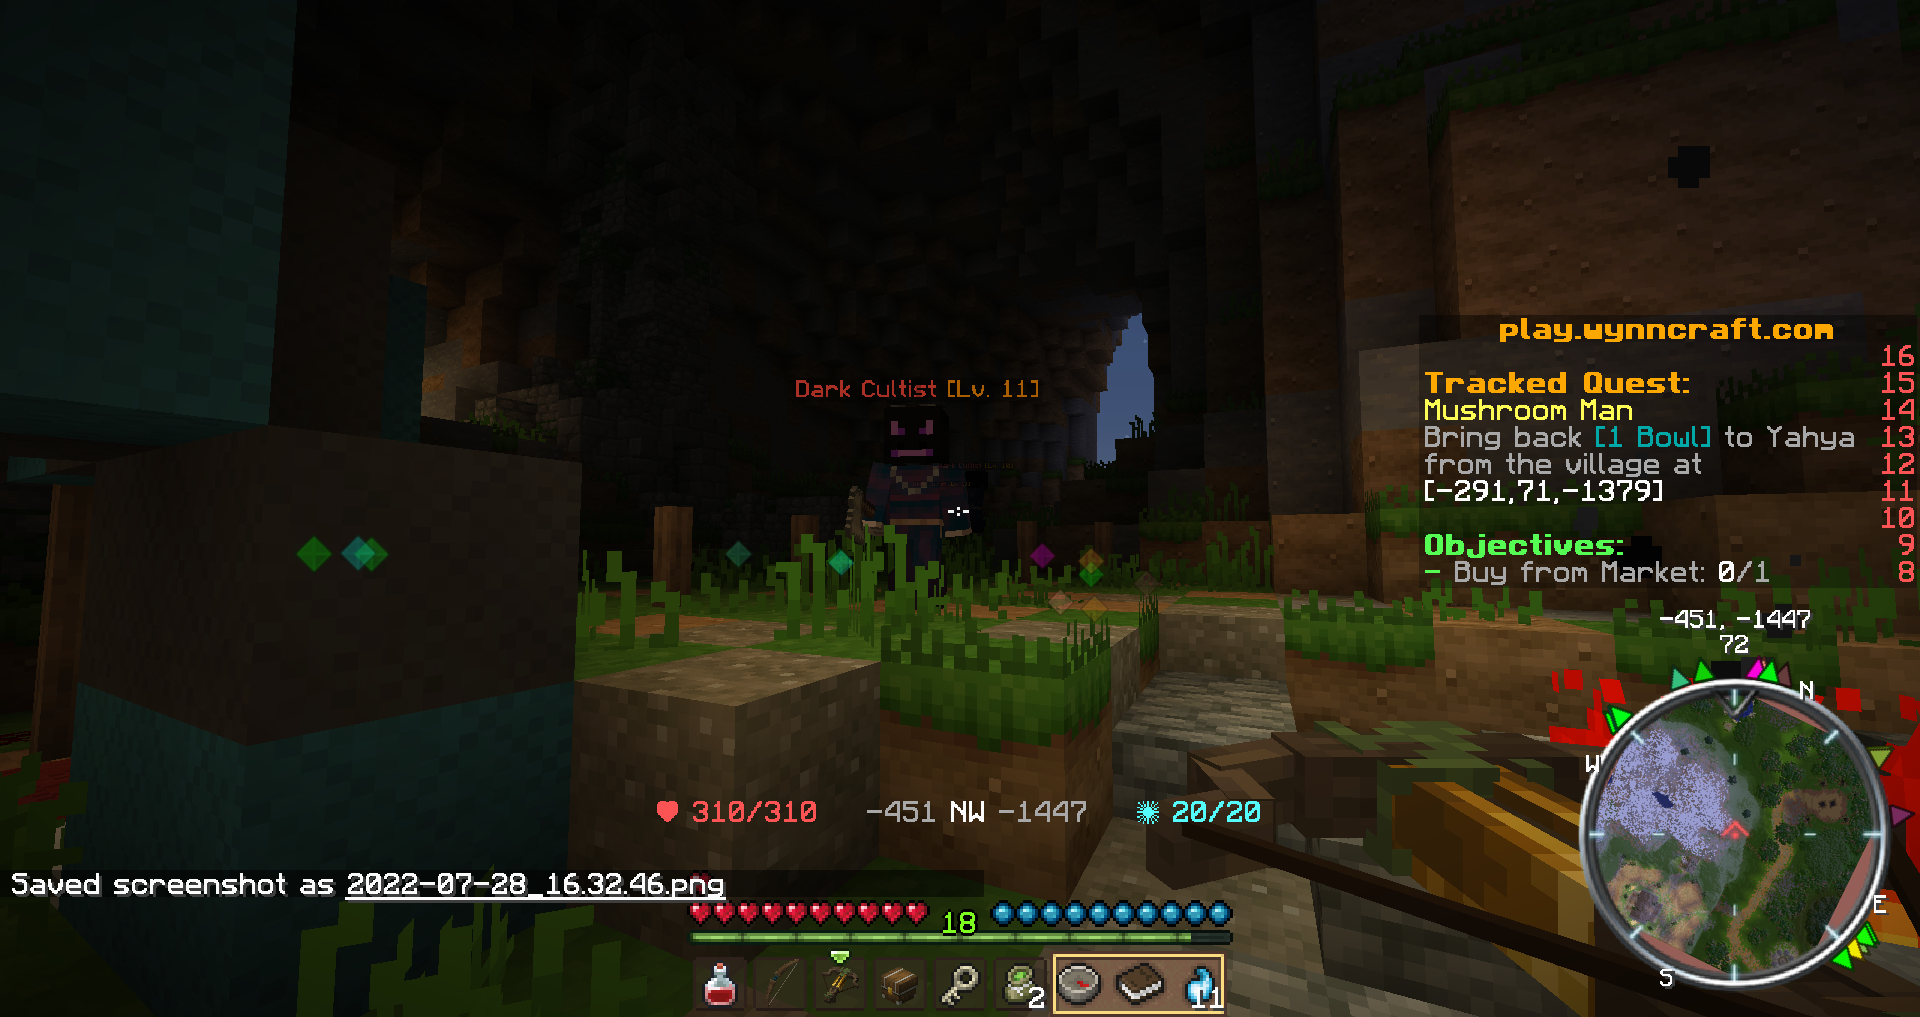 play.wynncraft.com
16
Tracked Quest: 15
Mushroom Man 14
Bring back [1 Bowl] to Yahya 13
from the village at 12
[-291,71,-1379] 11
10
Objectives: 9
- Buy from Market: 0/1 8
Dark Cultist [Lv. 11]
-451, -1447
72
N
W
E
S
310/310 -451 NW -1447 20/20
Saved screenshot as 2022-07-28_16.32.46.png
18
2
11